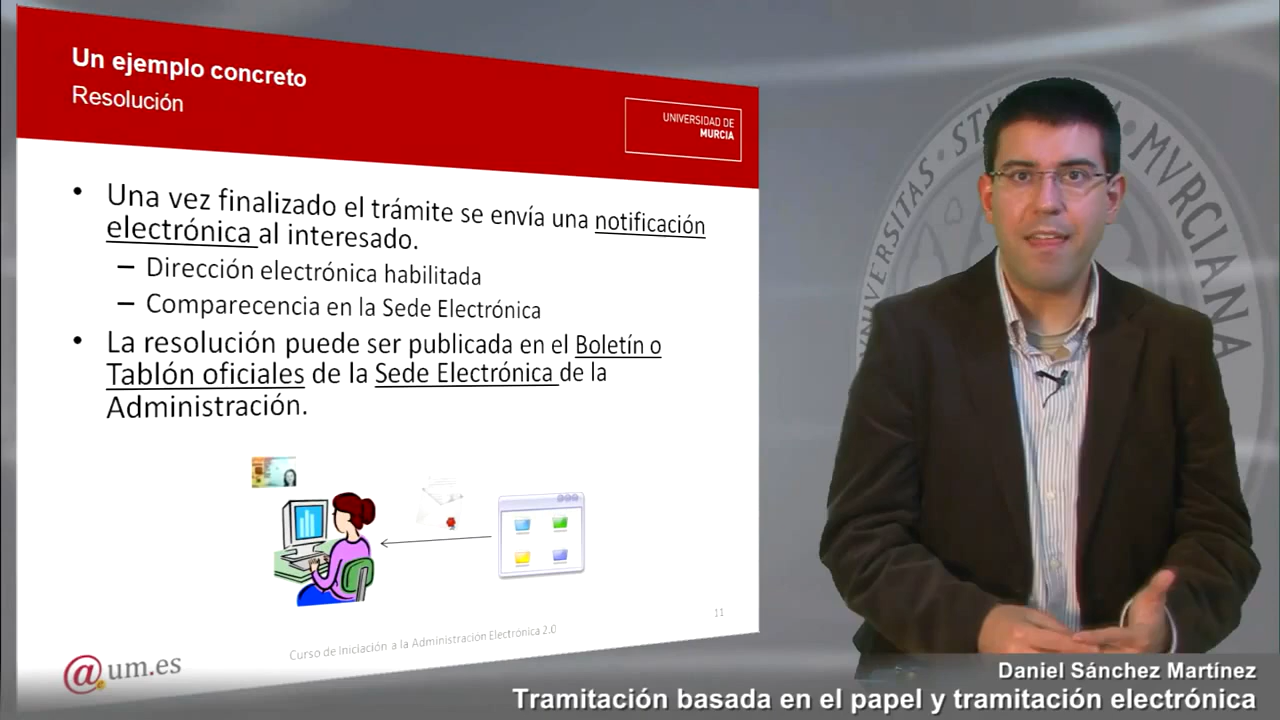 Un ejemplo concreto
Resolución
UNIVERSIDAD DE
MURCIA
• Una vez finalizado el trámite se envía una notificación
electrónica al interesado.
– Dirección electrónica habilitada
– Comparecencia en la Sede Electrónica
• La resolución puede ser publicada en el Boletín o
Tablón oficiales de la Sede Electrónica de la
Administración.
11
Curso de Iniciación a la Administración Electrónica 2.0
@um.es
MVRCIANA
Daniel Sánchez Martínez
Tramitación basada en el papel y tramitación electrónica